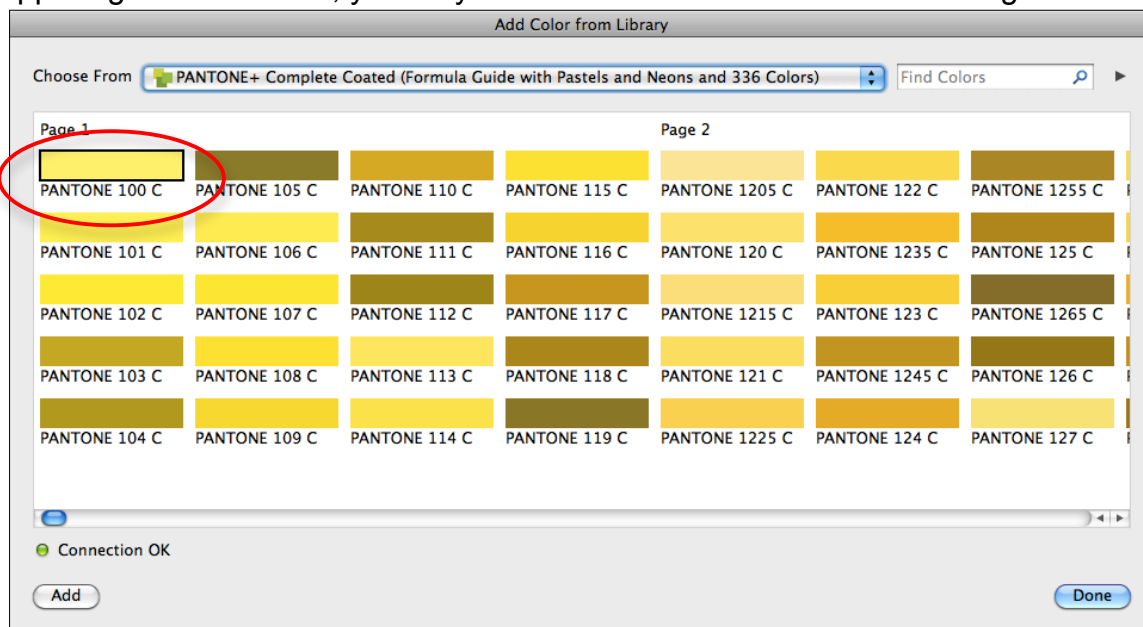 Add Color from Library
Choose From PANTONE+ Complete Coated (Formula Guide with Pastels and Neons and 336 Colors) Find Colors
Page 1 Page 2
PANTONE 100 C PANTONE 105 C PANTONE 110 C PANTONE 115 C PANTONE 1205 C PANTONE 122 C PANTONE 1255 C
PANTONE 101 C PANTONE 106 C PANTONE 111 C PANTONE 116 C PANTONE 120 C PANTONE 1235 C PANTONE 125 C
PANTONE 102 C PANTONE 107 C PANTONE 112 C PANTONE 117 C PANTONE 1215 C PANTONE 123 C PANTONE 1265 C
PANTONE 103 C PANTONE 108 C PANTONE 113 C PANTONE 118 C PANTONE 121 C PANTONE 1245 C PANTONE 126 C
PANTONE 104 C PANTONE 109 C PANTONE 114 C PANTONE 119 C PANTONE 1225 C PANTONE 124 C PANTONE 127 C
Connection OK
Add Done